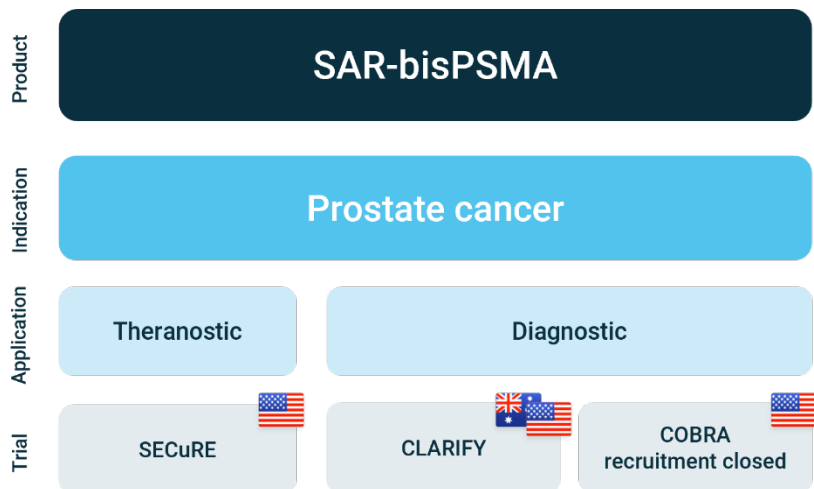 Product
SAR-bisPSMA
Indication
Prostate cancer
Application
Theranostic
Diagnostic
Trial
SECuRE
CLARIFY
COBRA
recruitment closed